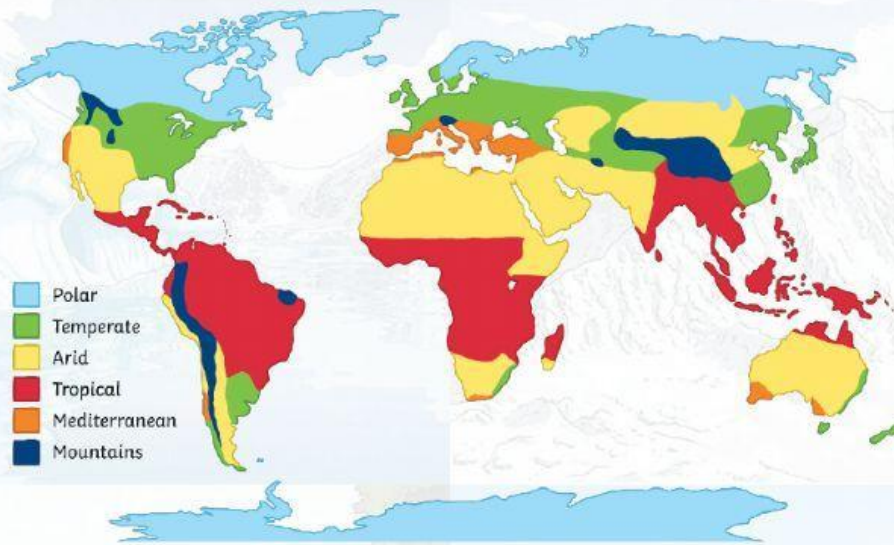 Polar
Temperate
Arid
Tropical
Mediterranean
Mountains